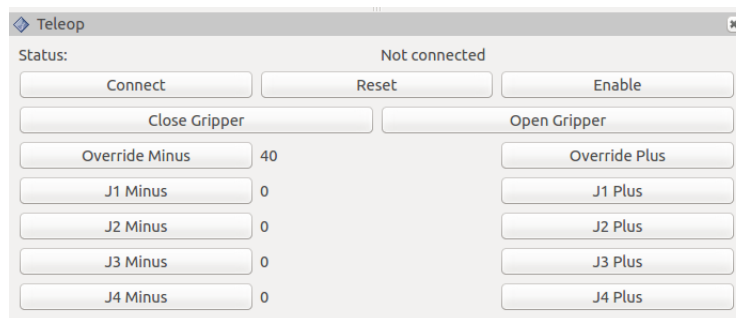 Teleop
Status: Not connected
Connect Reset Enable
Close Gripper Open Gripper
Override Minus 40 Override Plus
J1 Minus 0 J1 Plus
J2 Minus 0 J2 Plus
J3 Minus 0 J3 Plus
J4 Minus 0 J4 Plus